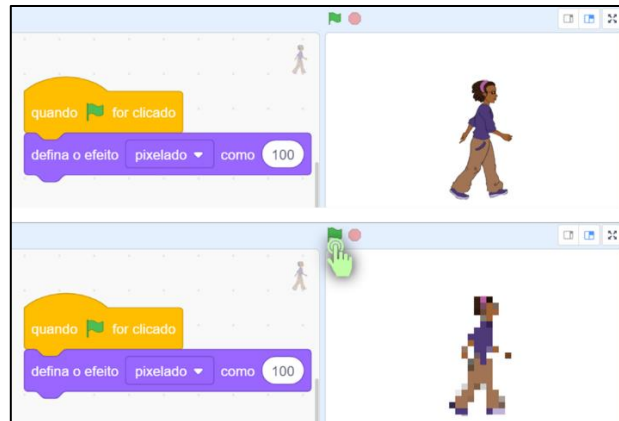 quando for clicado
defina o efeito pixelado como 100
quando for clicado
defina o efeito pixelado como 100